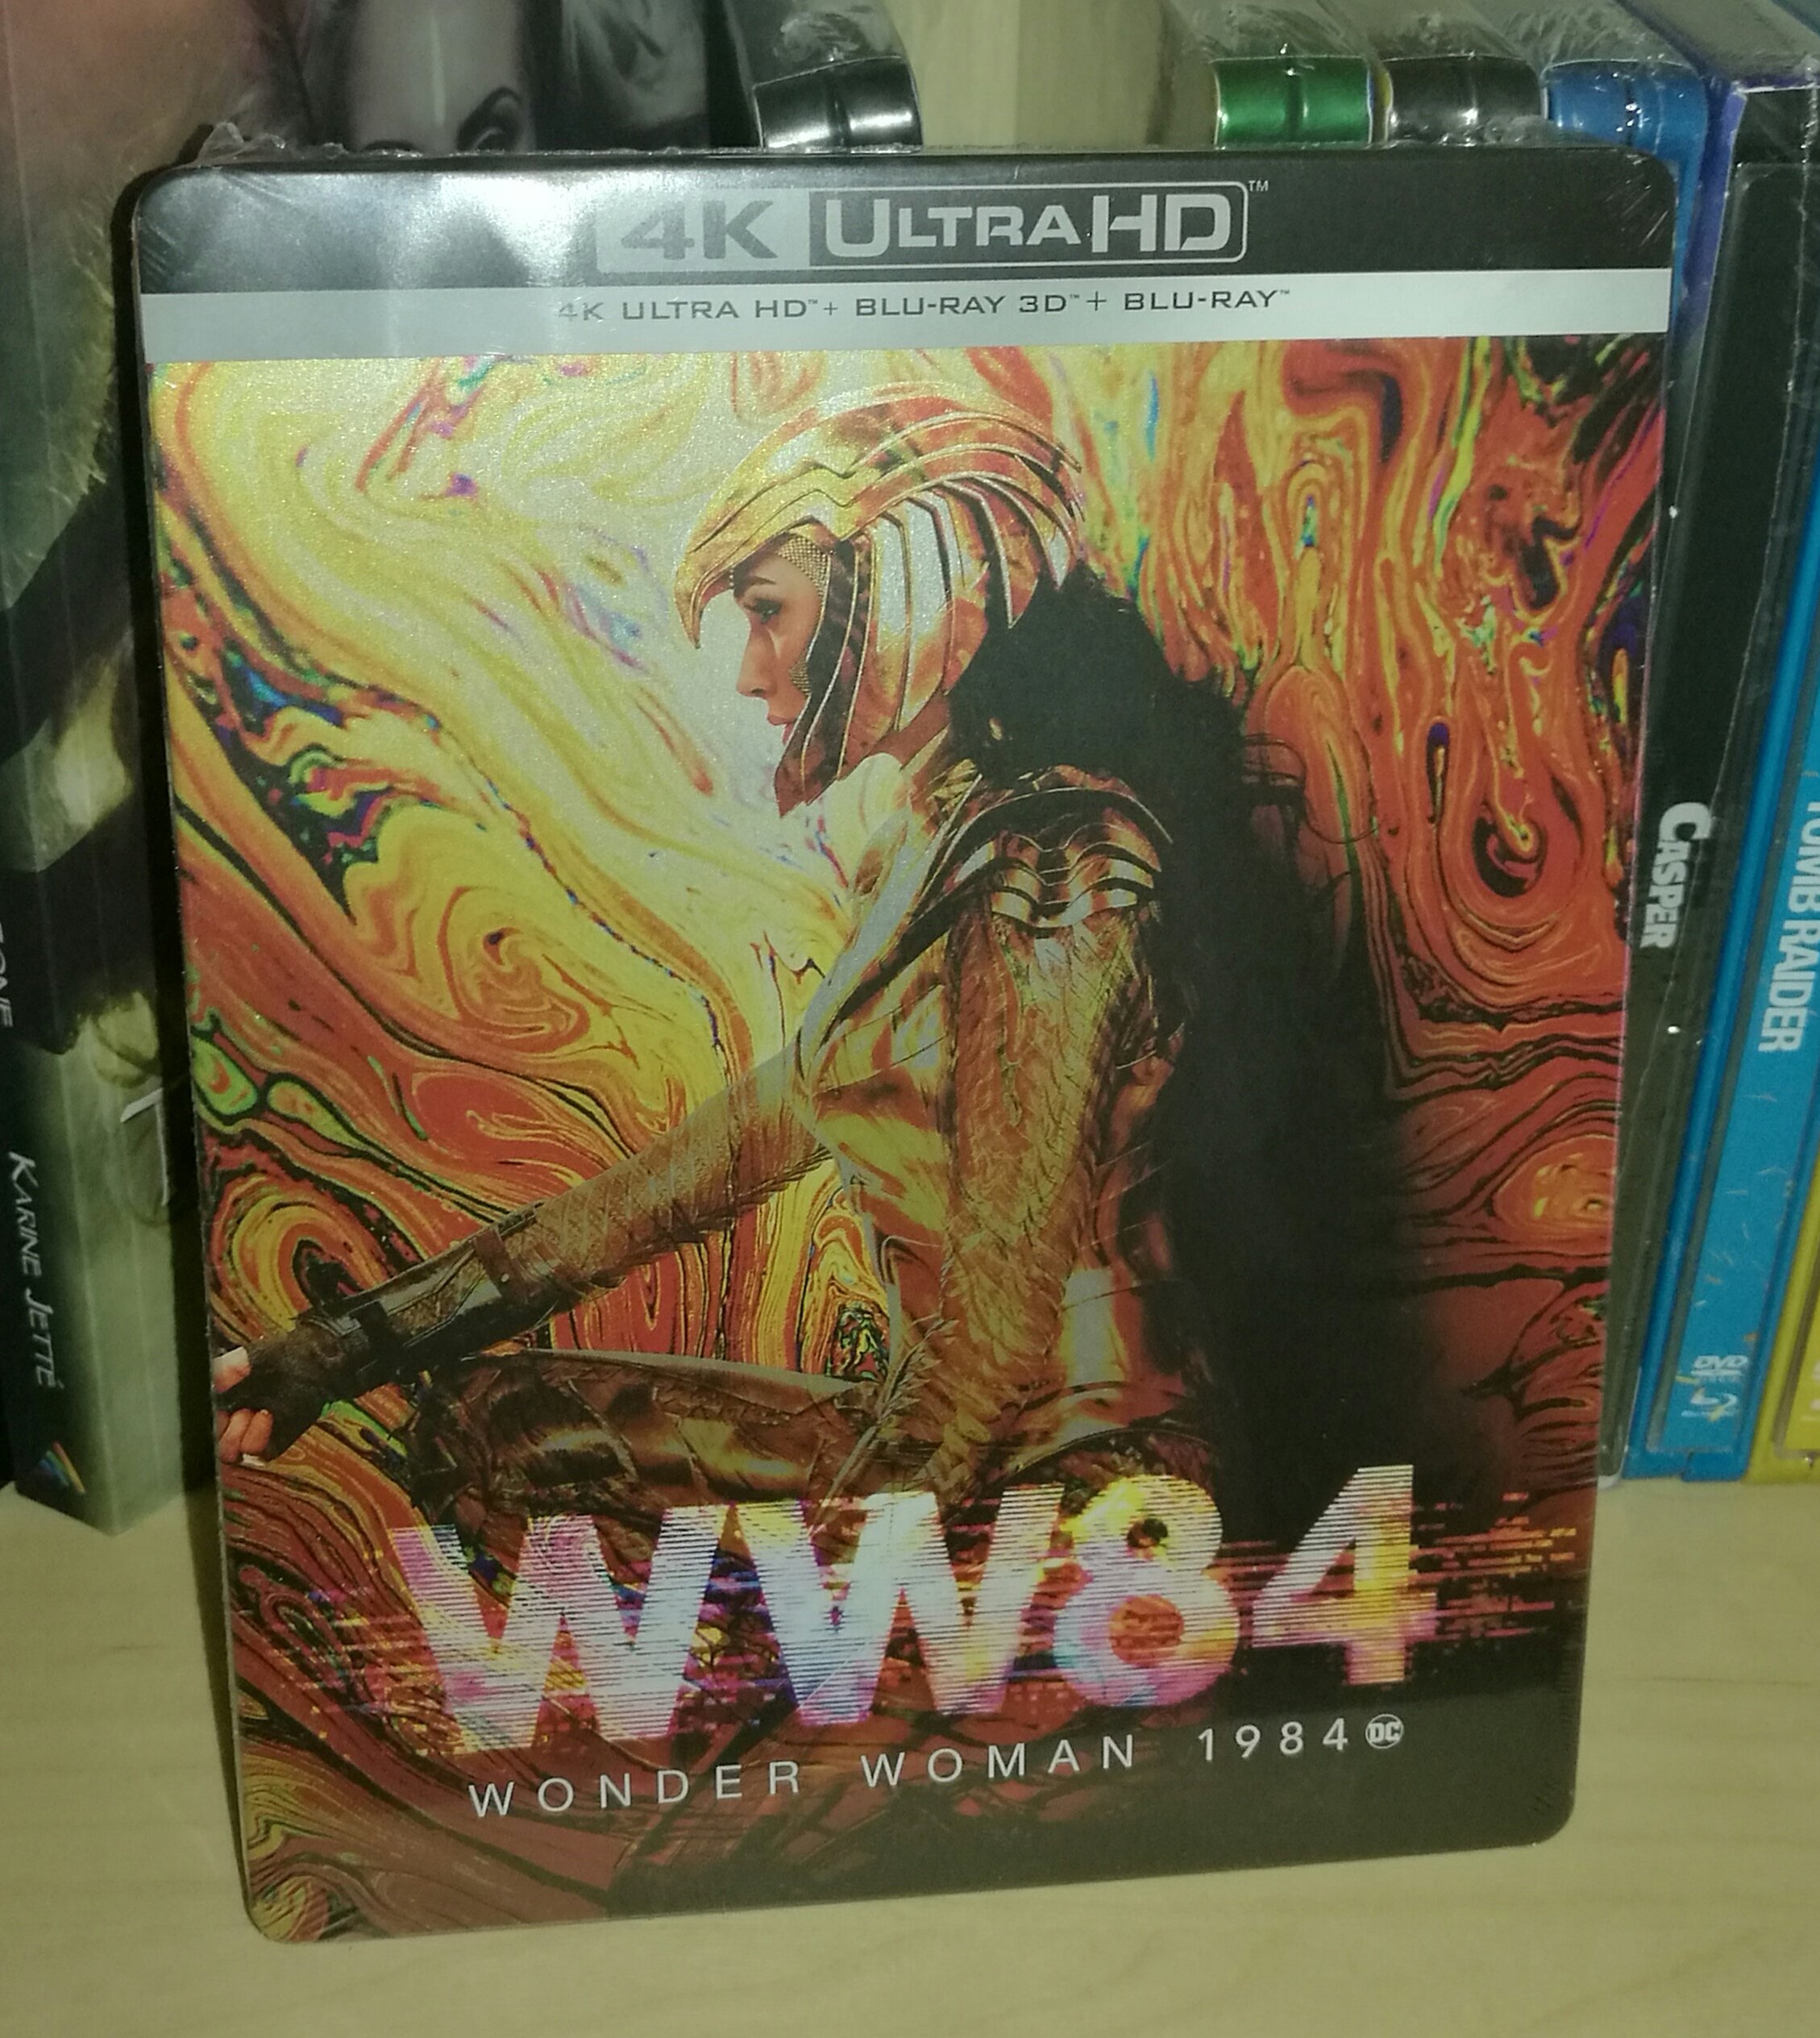 4K ULTRA HD™
4K ULTRA HD™ + BLU-RAY 3D™ + BLU-RAY™
WW84
WONDER WOMAN 1984 DC
KARINE JETTÉ
CASPER
TOMB RAIDER
DVD